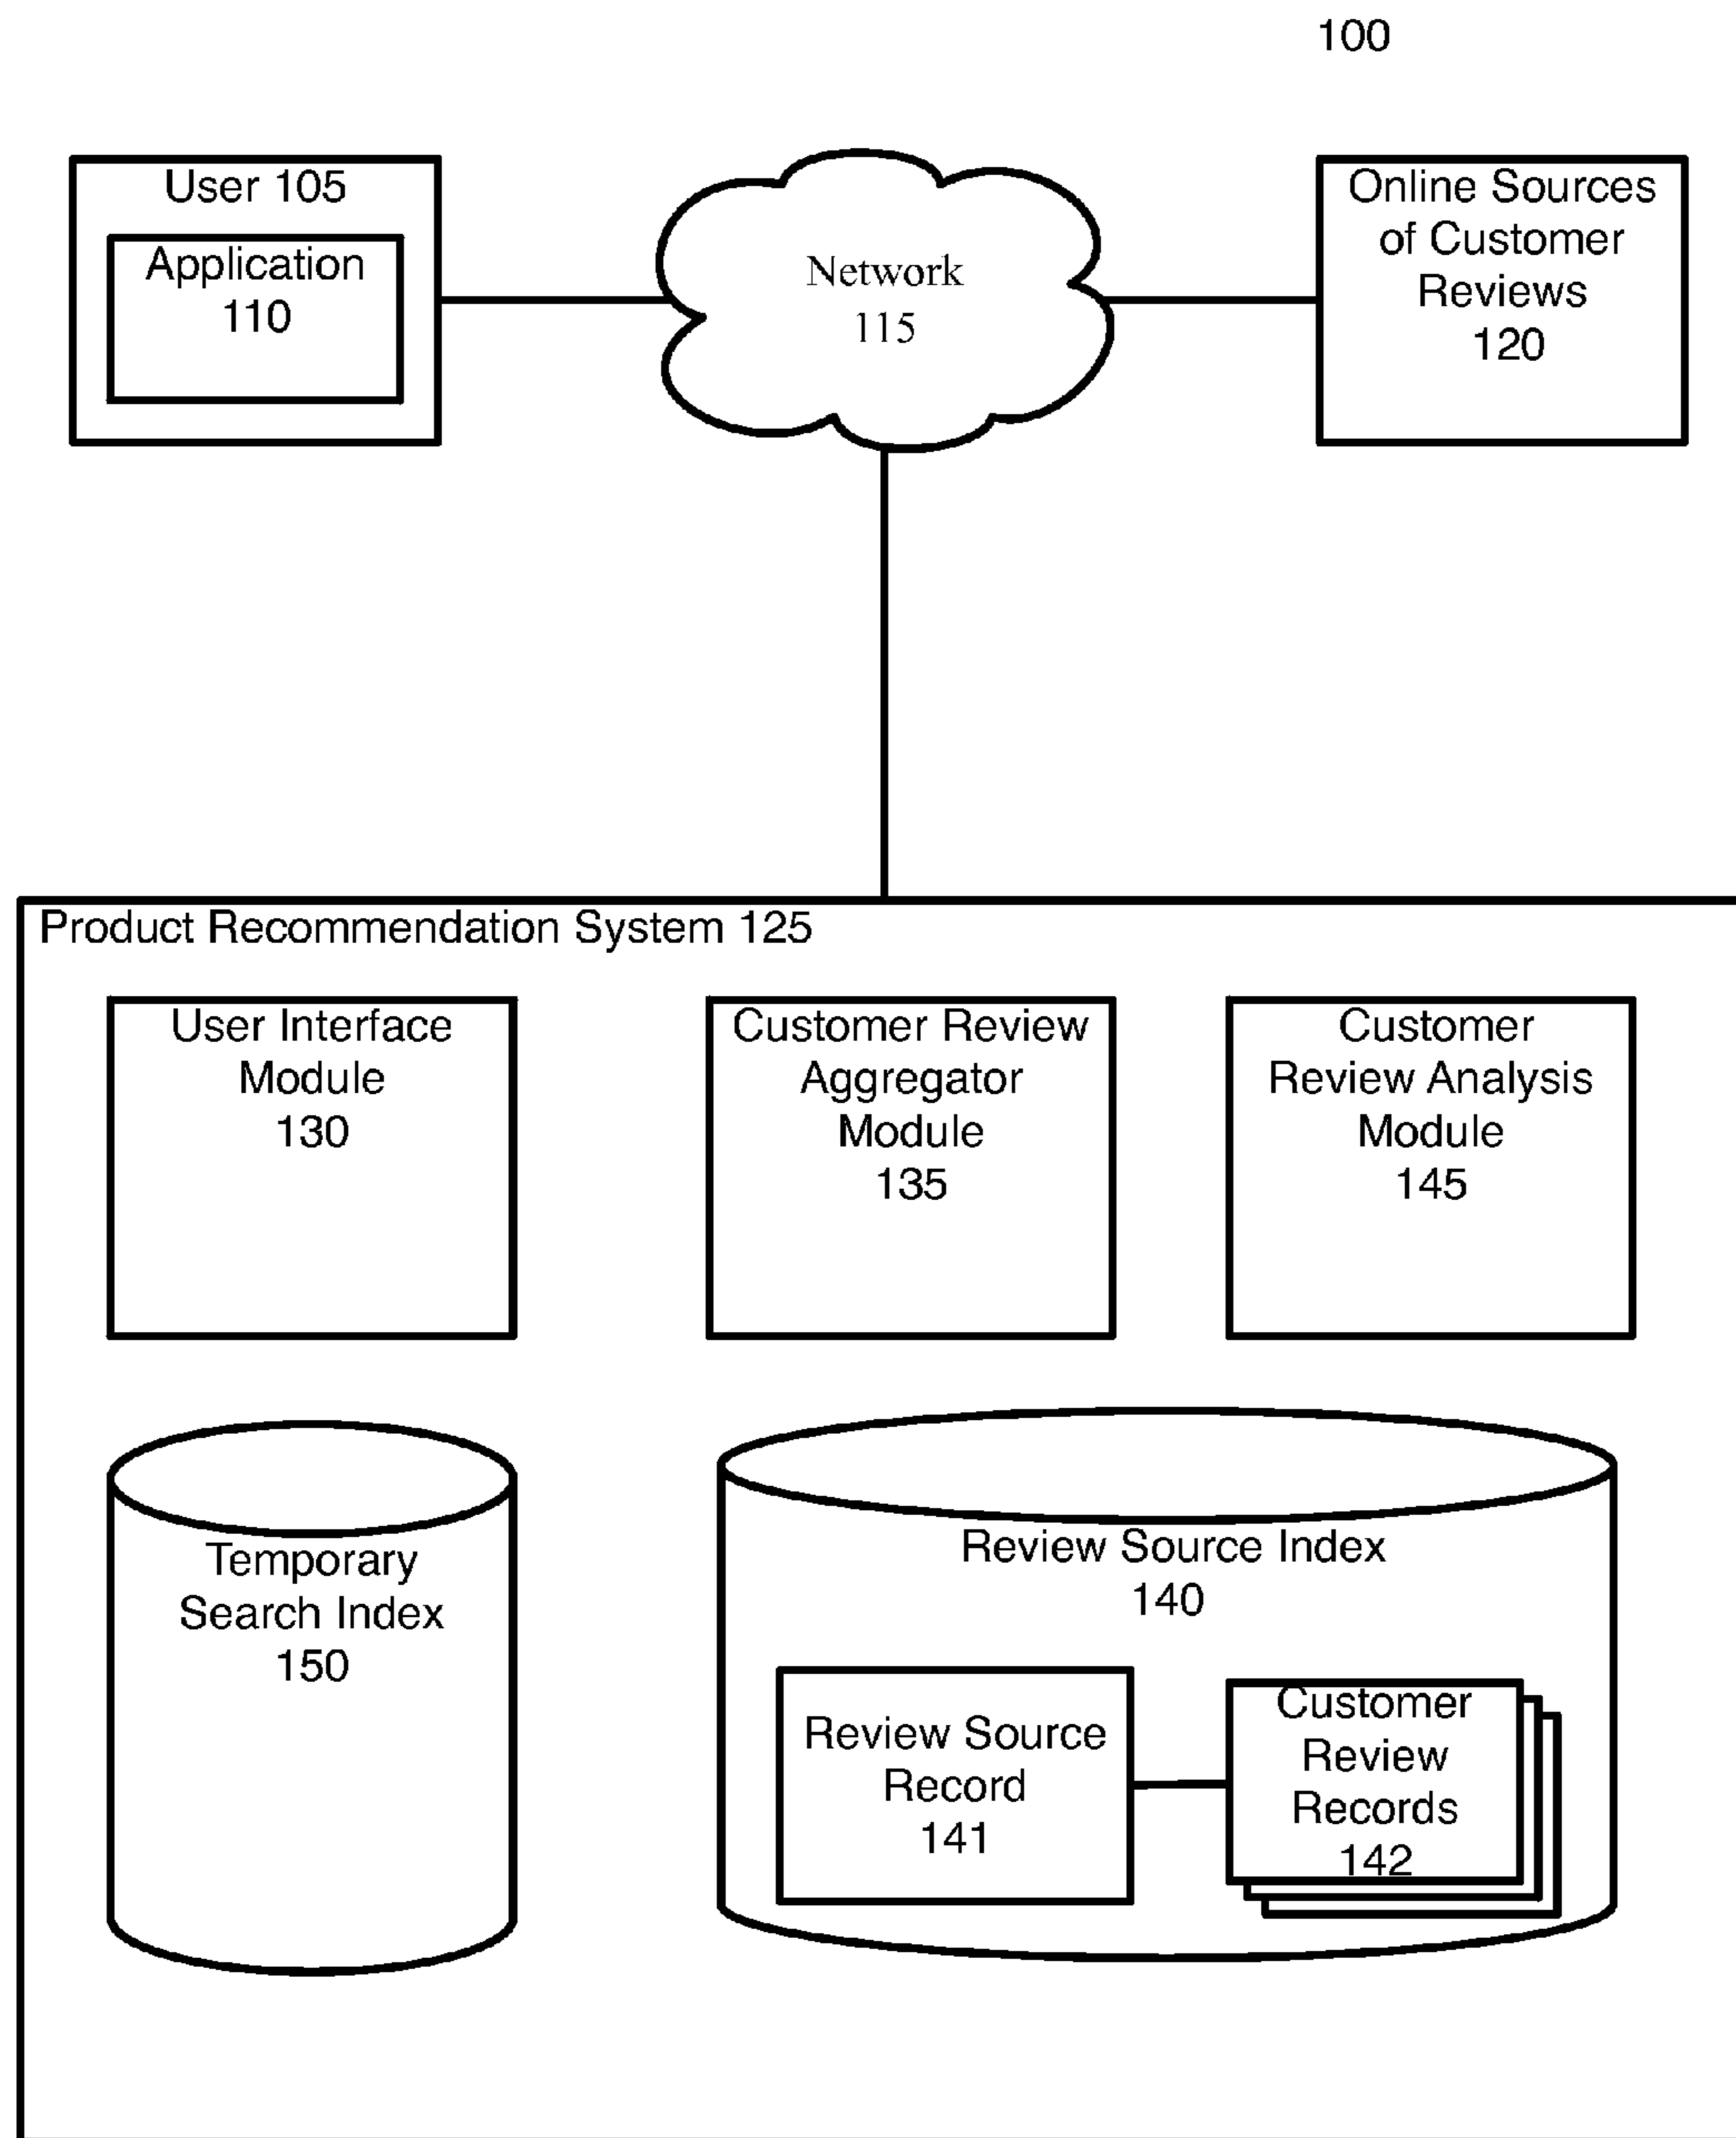 100
User 105
Application
110
Network
115
Online Sources
of Customer
Reviews
120
Product Recommendation System 125
User Interface
Module
130
Customer Review
Aggregator
Module
135
Customer
Review Analysis
Module
145
Temporary
Search Index
150
Review Source Index
140
Review Source
Record
141
Customer
Review
Records
142